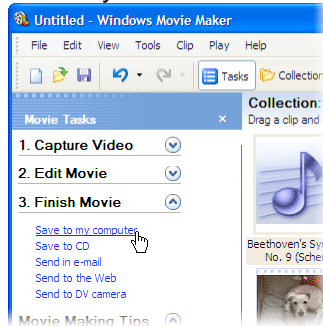 Untitled - Windows Movie Maker
File Edit View Tools Clip Play Help
Tasks Collection
Movie Tasks
Collection:
Drag a clip and
1. Capture Video
2. Edit Movie
3. Finish Movie
Save to my computer
Save to CD
Send in e-mail
Send to the Web
Send to DV camera
Movie Making Tips
Beethoven's Sy
No. 9 (Scher